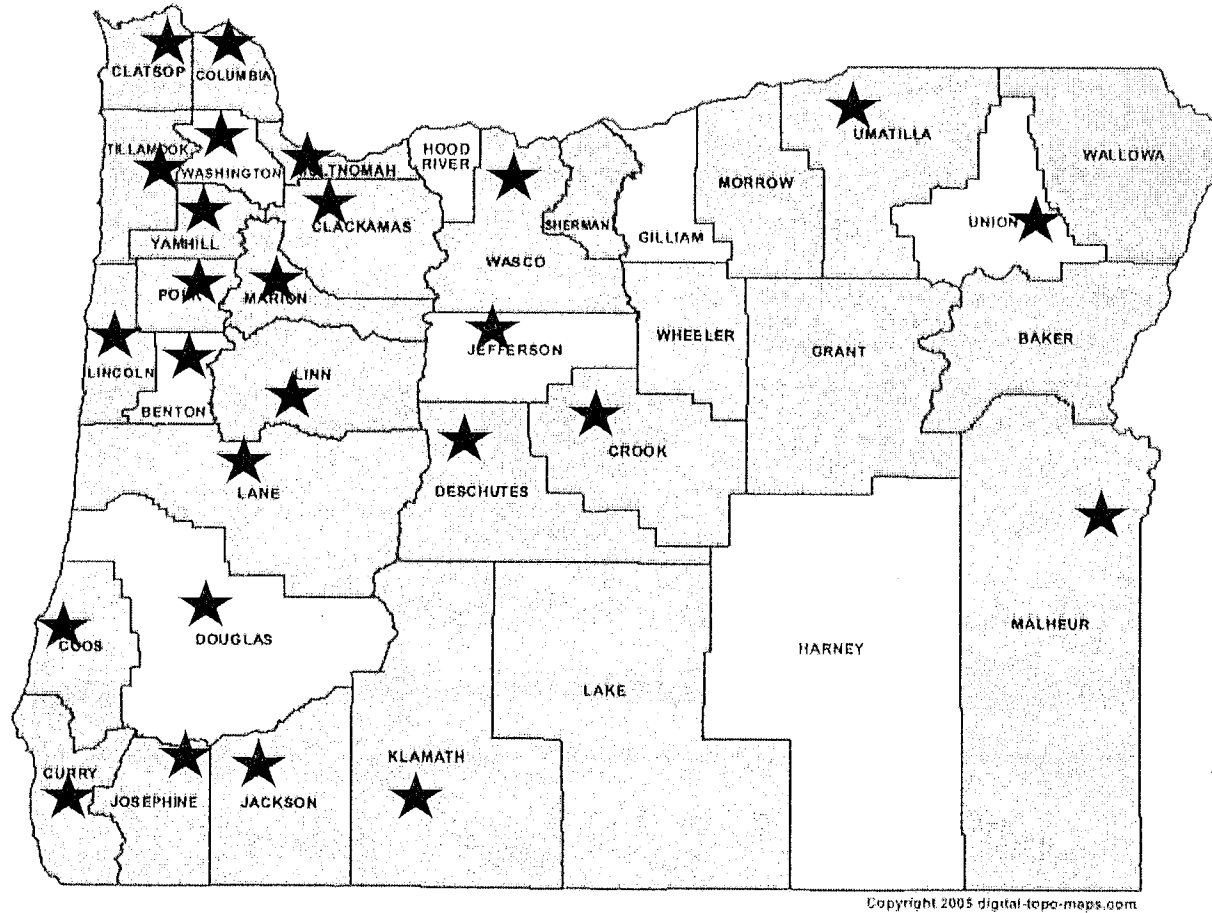 CLATSOP
COLUMBIA
TILLAMOOK
WASHINGTON
MULTNOMAH
HOOD
RIVER
UMATILLA
WALLOWA
MORROW
CLACKAMAS
SHERMAN
UNION
YAMHILL
GILLIAM
WASCO
POLK
MARION
WHEELER
BAKER
JEFFERSON
GRANT
LINCOLN
LINN
BENTON
CROOK
LANE
DESCHUTES
MALHEUR
DOUGLAS
COOS
HARNEY
LAKE
KLAMATH
CURRY
JOSEPHINE
JACKSON
Copyright 2005 digital-topo-maps.com